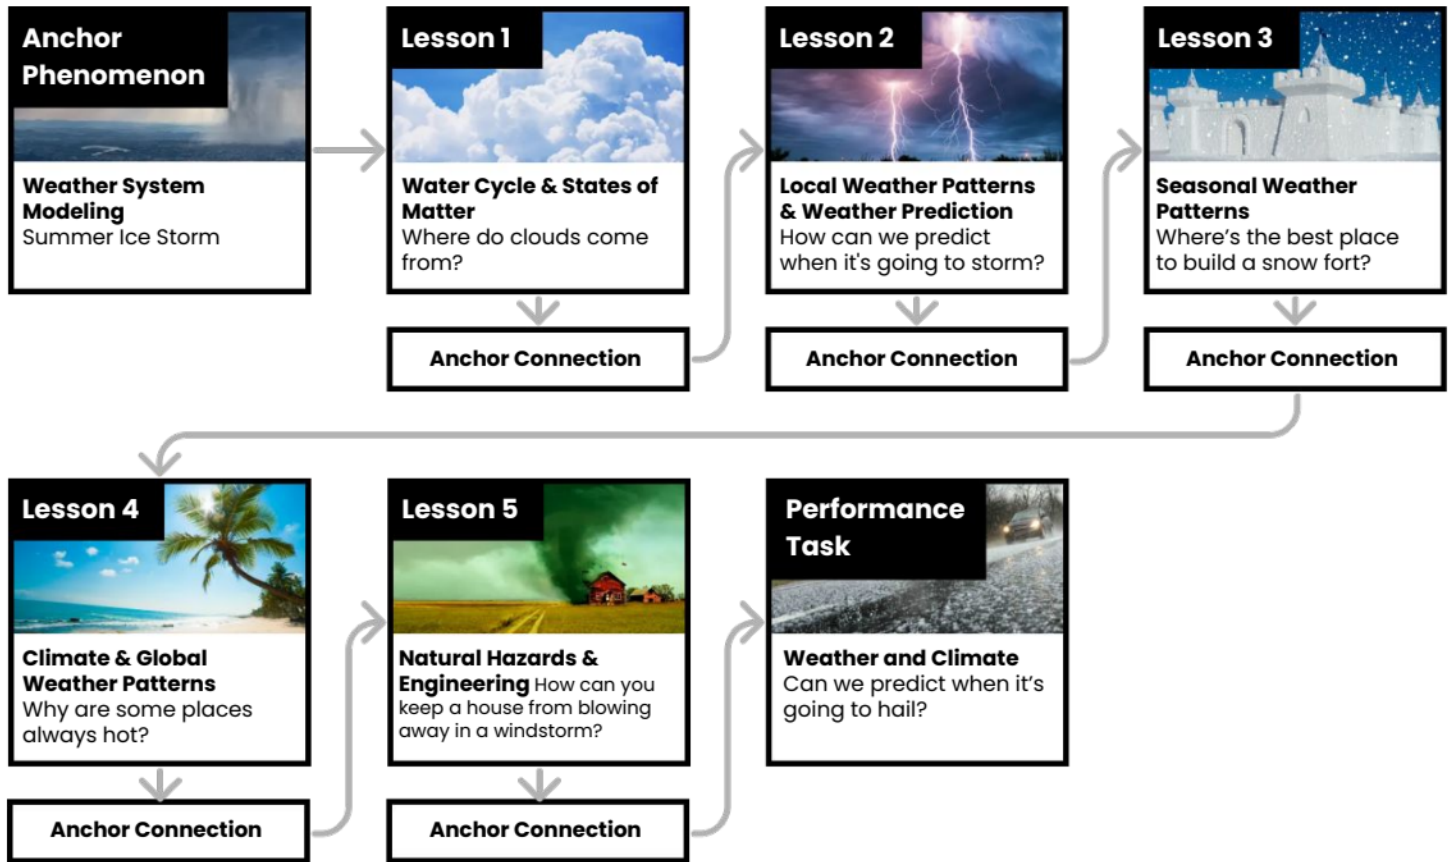 Anchor
Phenomenon
Weather System
Modeling
Summer Ice Storm
Lesson 1
Water Cycle & States of
Matter
Where do clouds come
from?
Anchor Connection
Lesson 2
Local Weather Patterns
& Weather Prediction
How can we predict
when it's going to storm?
Anchor Connection
Lesson 3
Seasonal Weather
Patterns
Where's the best place
to build a snow fort?
Anchor Connection
Lesson 4
Climate & Global
Weather Patterns
Why are some places
always hot?
Anchor Connection
Lesson 5
Natural Hazards &
Engineering How can you
keep a house from blowing
away in a windstorm?
Anchor Connection
Performance
Task
Weather and Climate
Can we predict when it's
going to hail?